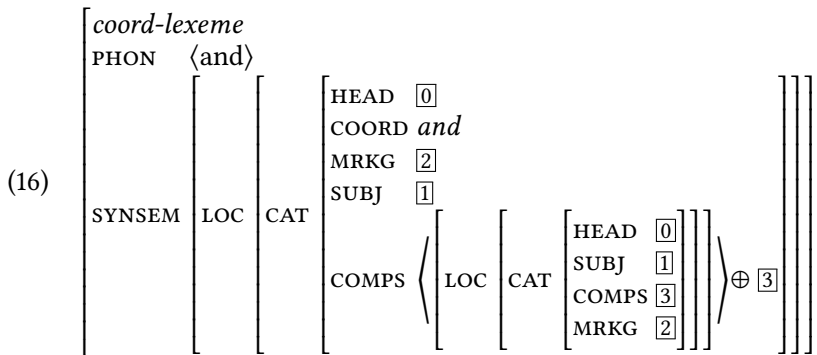 coord-lexeme
PHON ⟨and⟩
HEAD 0
COORD and
MRKG 2
SUBJ 1
(16) SYNSEM LOC CAT
HEAD 0
SUBJ 1
COMPS ⟨ LOC CAT COMPS 3 ⟩ ⊕ 3
MRKG 2